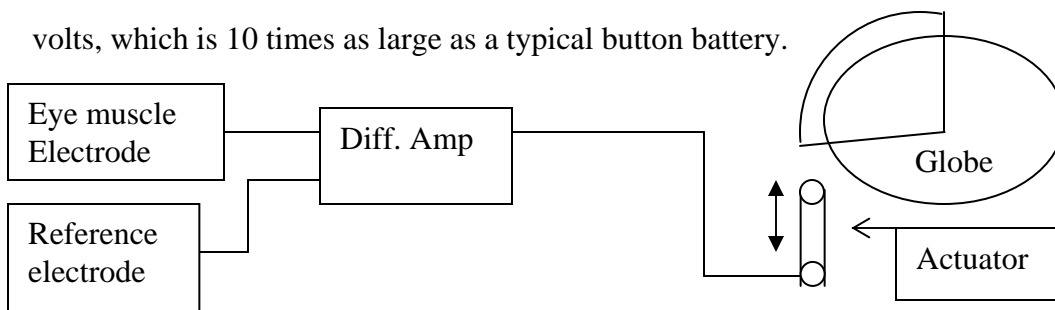 volts, which is 10 times as large as a typical button battery.
Eye muscle
Electrode
Diff. Amp
Globe
Reference
electrode
Actuator